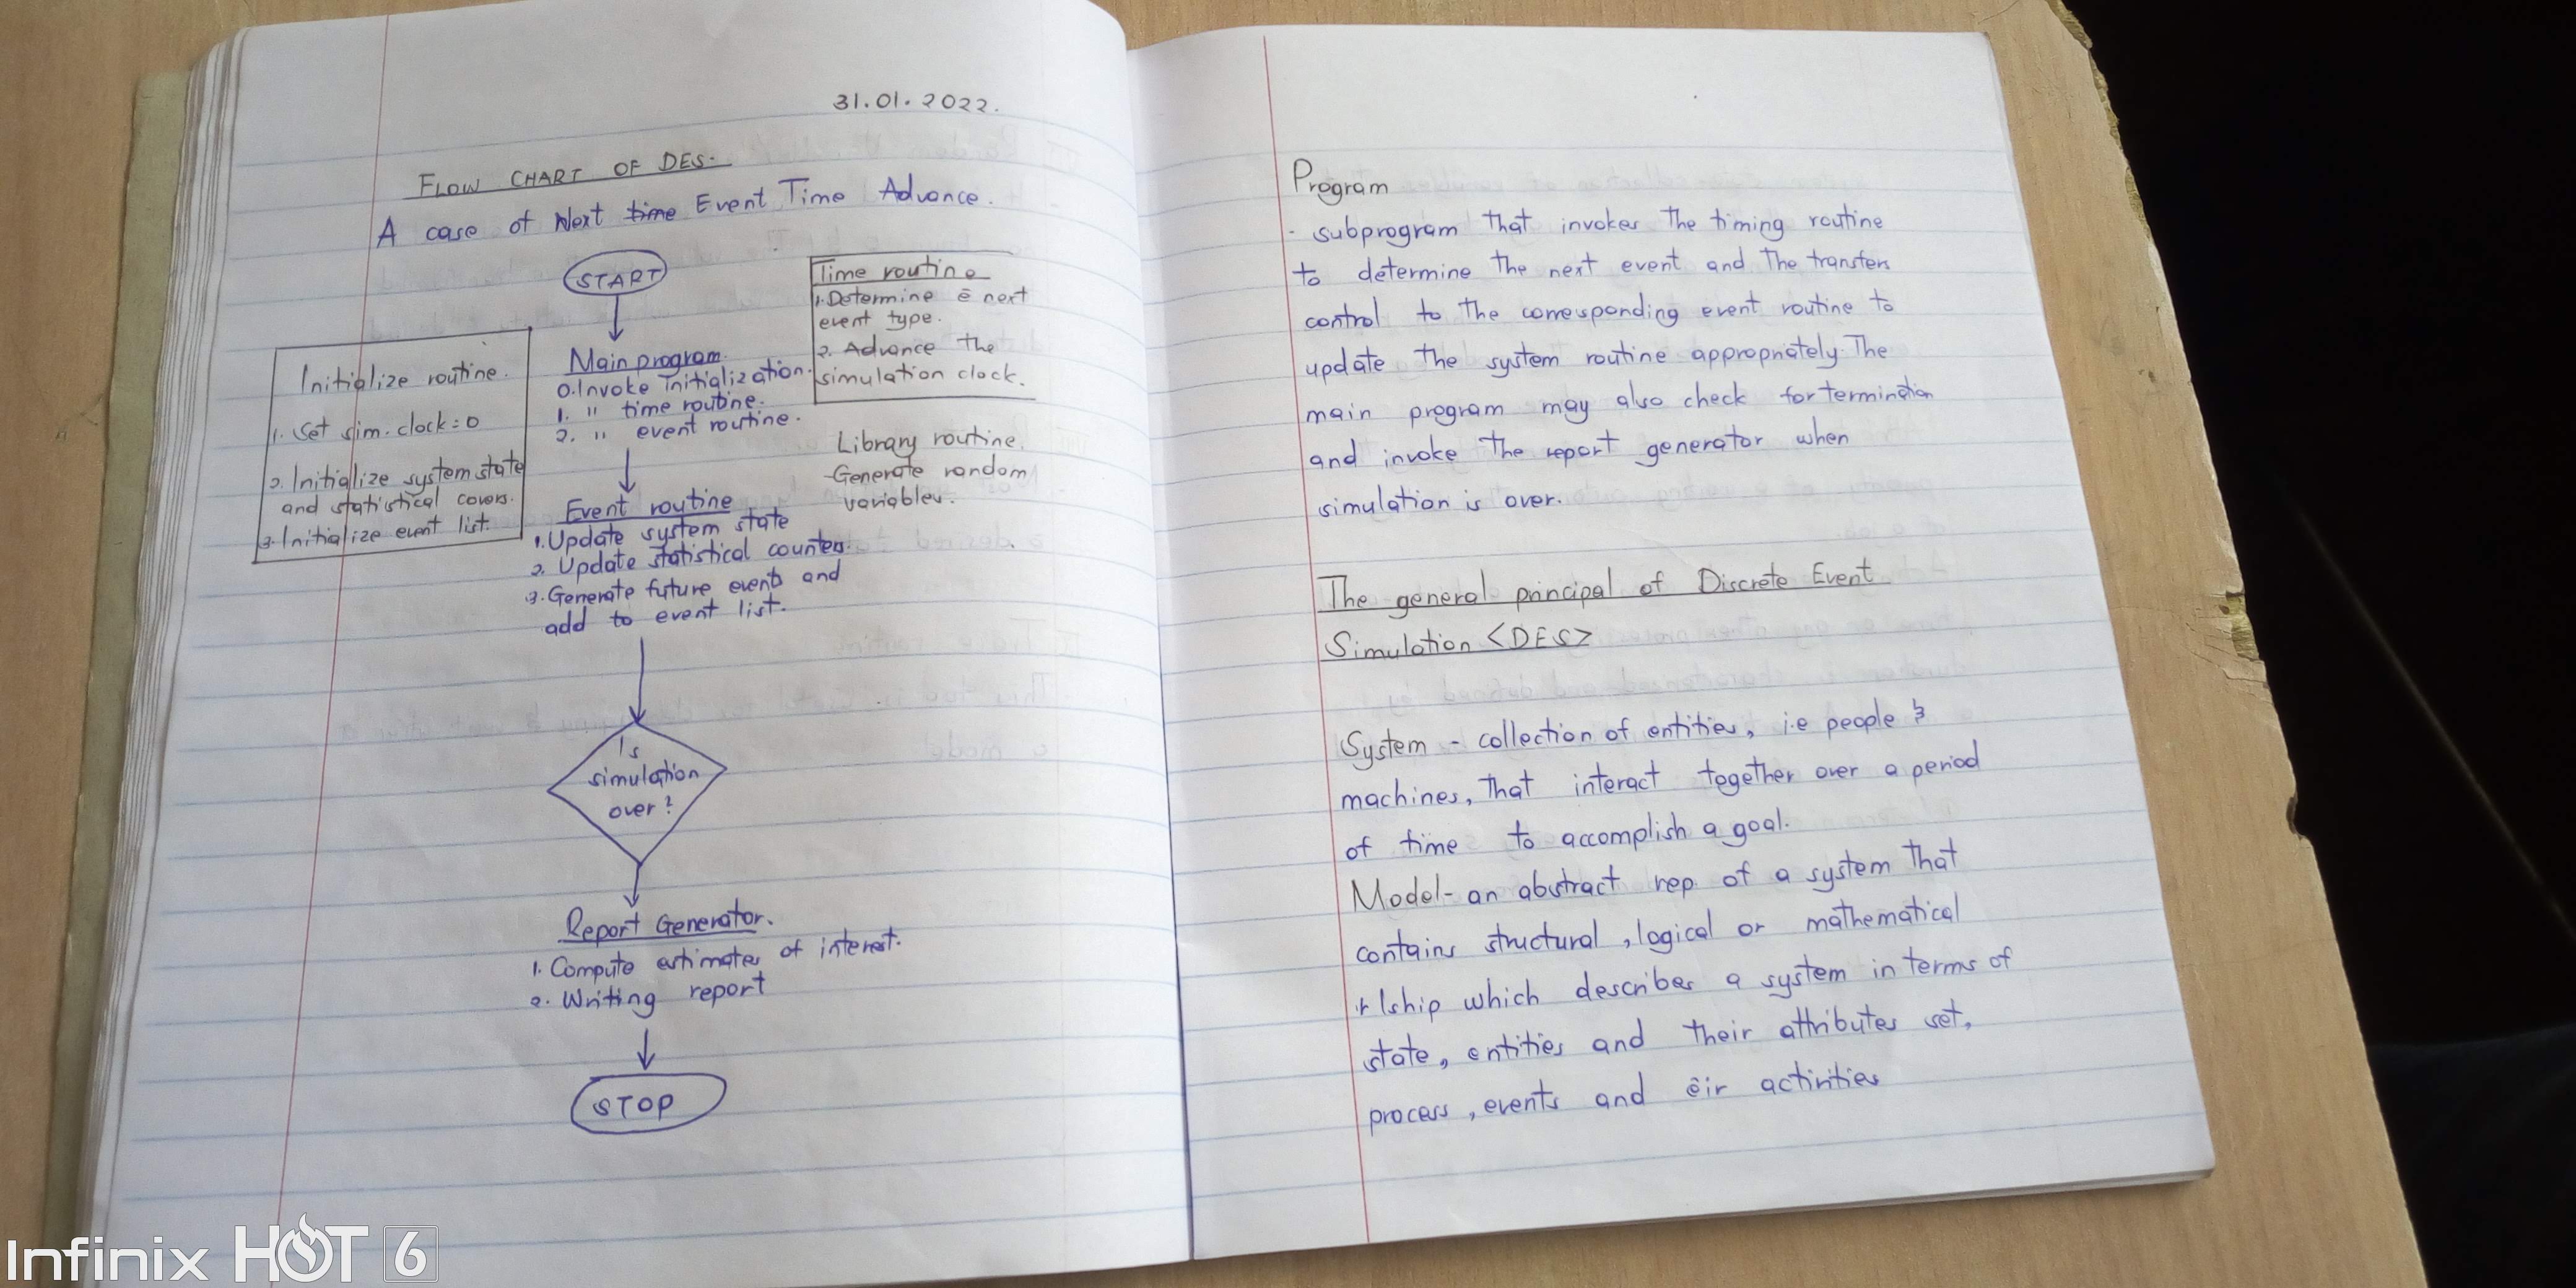 31.01.2022.
FLOW CHART OF DES.
A case of Next time Event Time Advance.
START
Time routine
1. Determine ē next
event type.
2. Advance the
simulation clock.
Initialize routine.
1. Set sim. clock = 0
2. Initialize system state
and statistical covers.
3. Initialize event list.
Main program.
0. Invoke initialization.
1. " time routine.
2. " event routine.
Library routine.
- Generate random
variables.
Event routine
1. Update system state
2. Update statistical counters.
3. Generate future events and
add to event list.
Is
simulation
over?
Report Generator.
1. Compute estimates of interest.
2. Writing report
STOP
Program
- subprogram that invokes the timing routine
to determine the next event and the transfers
control to the corresponding event routine to
update the system routine appropriately. The
main program may also check for termination
and invoke the report generator when
simulation is over.
The general principal of Discrete Event
Simulation <DES>
System - collection of entities, i.e people &
machines, that interact together over a period
of time to accomplish a goal.
Model - an abstract rep. of a system that
contains structural, logical or mathematical
rlship which describes a system in terms of
state, entities and their attributes set,
process, events and ēir activities
Infinix HOT 6